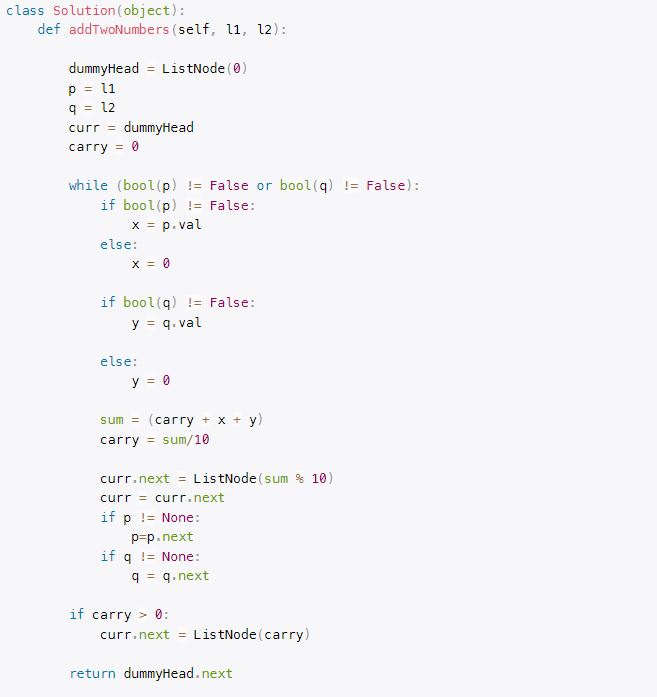 class Solution(object):
    def addTwoNumbers(self, l1, l2):

        dummyHead = ListNode(0)
        p = l1
        q = l2
        curr = dummyHead
        carry = 0

        while (bool(p) != False or bool(q) != False):
            if bool(p) != False:
                x = p.val
            else:
                x = 0

            if bool(q) != False:
                y = q.val

            else:
                y = 0

            sum = (carry + x + y)
            carry = sum/10

            curr.next = ListNode(sum % 10)
            curr = curr.next
            if p != None:
                p=p.next
            if q != None:
                q = q.next

        if carry > 0:
            curr.next = ListNode(carry)

        return dummyHead.next